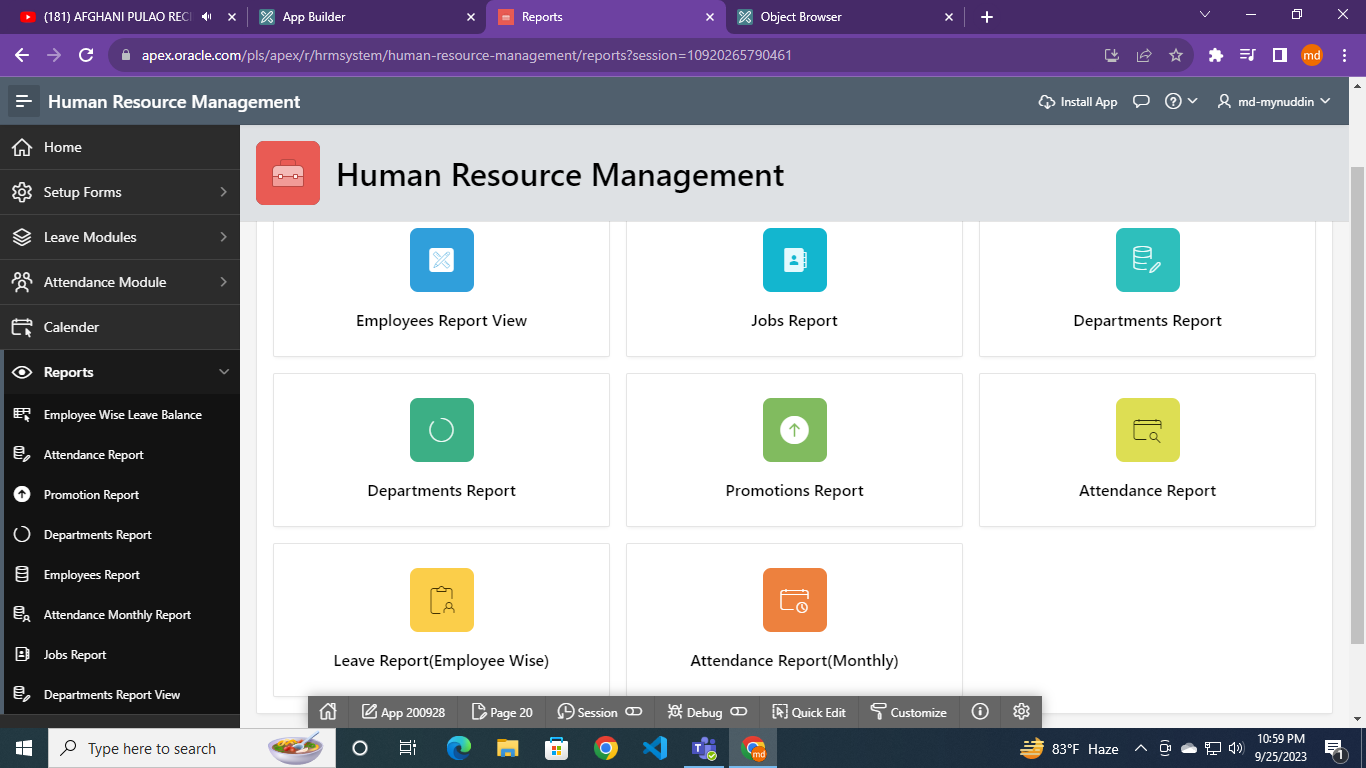 (181) AFGHANI PULAO REC
App Builder
Reports
Object Browser
apex.oracle.com/pls/apex/r/hrmsystem/human-resource-management/reports?session=10920265790461
md
Human Resource Management
Install App
md-mynuddin
Home
Setup Forms
Leave Modules
Attendance Module
Calender
Reports
Employee Wise Leave Balance
Attendance Report
Promotion Report
Departments Report
Employees Report
Attendance Monthly Report
Jobs Report
Departments Report View
Human Resource Management
Employees Report View
Jobs Report
Departments Report
Departments Report
Promotions Report
Attendance Report
Leave Report(Employee Wise)
Attendance Report(Monthly)
App 200928
Page 20
Session
Debug
Quick Edit
Customize
Type here to search
md
83°F Haze
10:59 PM
9/25/2023
1